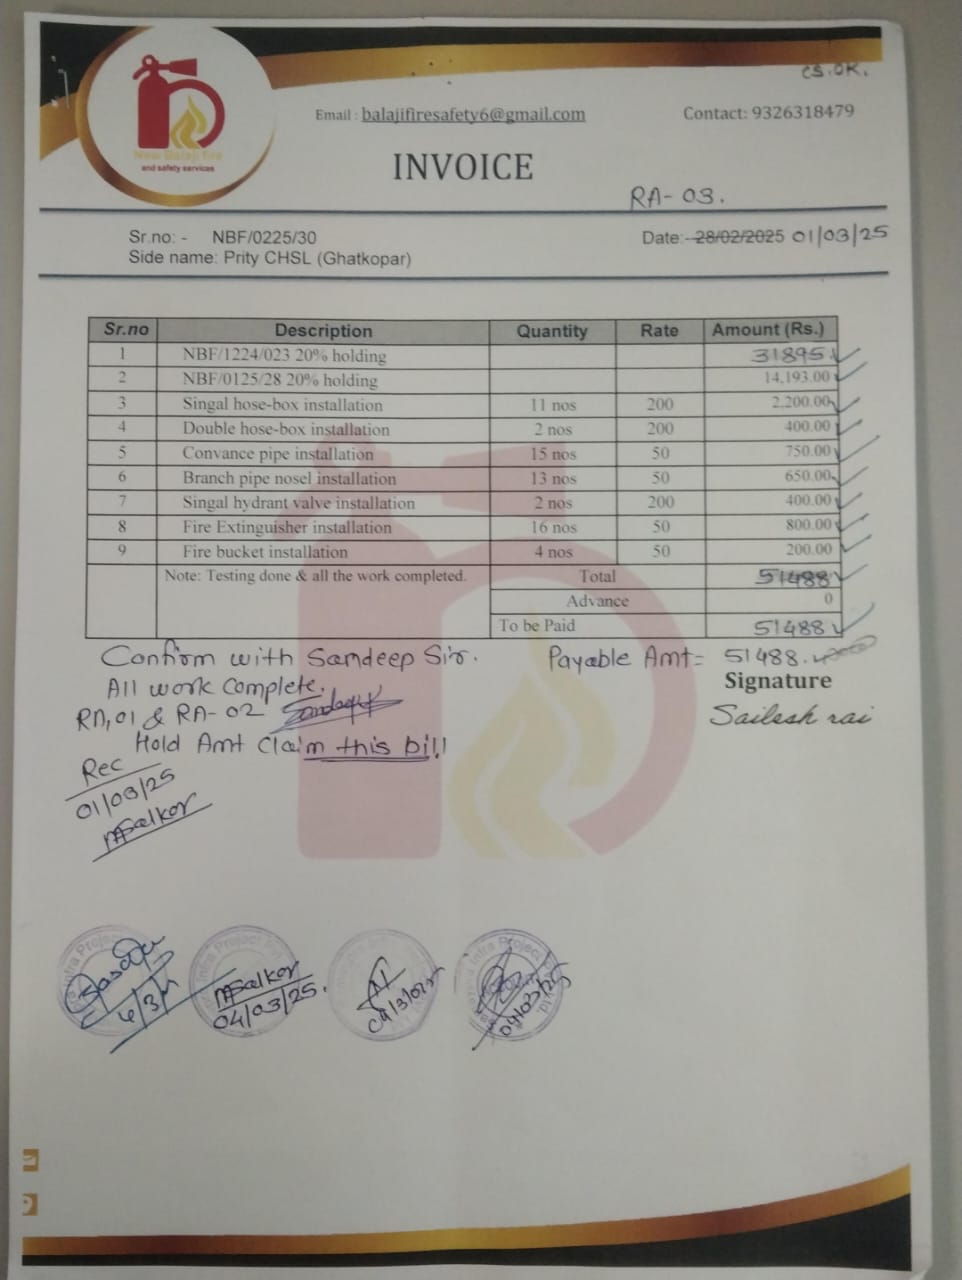 CS.OK.
Email : balajifiresafety6@gmail.com
Contact: 9326318479
New Balaji fire
and safety services
INVOICE
RA- 03.
Sr.no: - NBF/0225/30
Date:- 28/02/2025 01/03/25
Side name: Prity CHSL (Ghatkopar)
Sr.no Description Quantity Rate Amount (Rs.)
1 NBF/1224/023 20% holding 31895
2 NBF/0125/28 20% holding 14,193.00
3 Singal hose-box installation 11 nos 200 2,200.00
4 Double hose-box installation 2 nos 200 400.00
5 Convance pipe installation 15 nos 50 750.00
6 Branch pipe nosel installation 13 nos 50 650.00
7 Singal hydrant valve installation 2 nos 200 400.00
8 Fire Extinguisher installation 16 nos 50 800.00
9 Fire bucket installation 4 nos 50 200.00
Note: Testing done & all the work completed. Total 51488
Advance 0
To be Paid 51488
Confirm with Sandeep Sir. Payable Amt= 51488.
All work Complete. Signature
RA,01 & RA-02 Sailesh rai
Hold Amt Claim this bill
Rec
01/03/25
04/03/25.
04/03/25